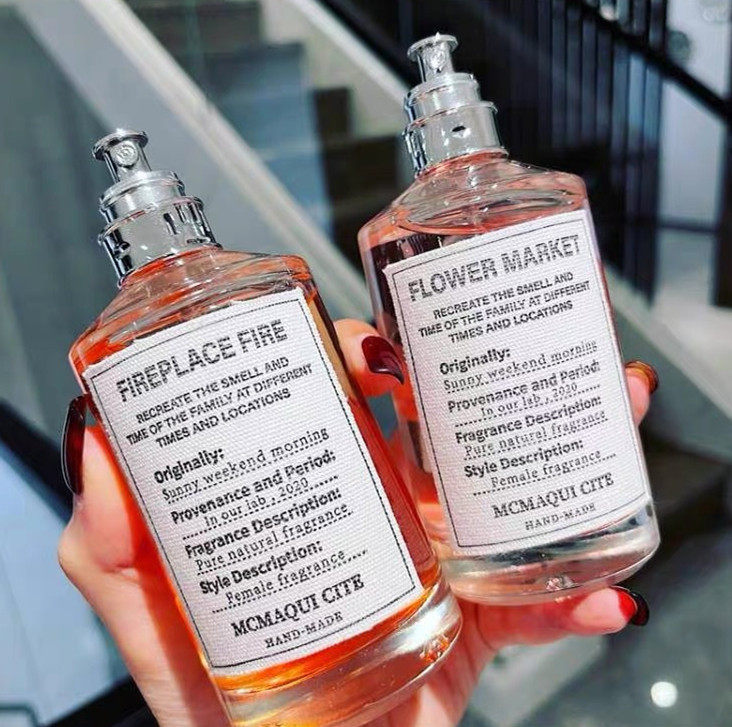 FIREPLACE FIRE
RECREATE THE SMELL AND
TIME OF THE FAMILY AT DIFFERENT
TIMES AND LOCATIONS
Originally:
Sunny weekend morning
Provenance and Period:
In our lab , 2020
Fragrance Description:
Pure natural fragrance
Style Description:
Female fragrance
MCMAQUI CITE
HAND-MADE
FLOWER MARKET
RECREATE THE SMELL AND
TIME OF THE FAMILY AT DIFFERENT
TIMES AND LOCATIONS
Originally:
Sunny weekend morning
Provenance and Period:
In our lab , 2020
Fragrance Description:
Pure natural fragrance
Style Description:
Female fragrance
MCMAQUI CITE
HAND-MADE